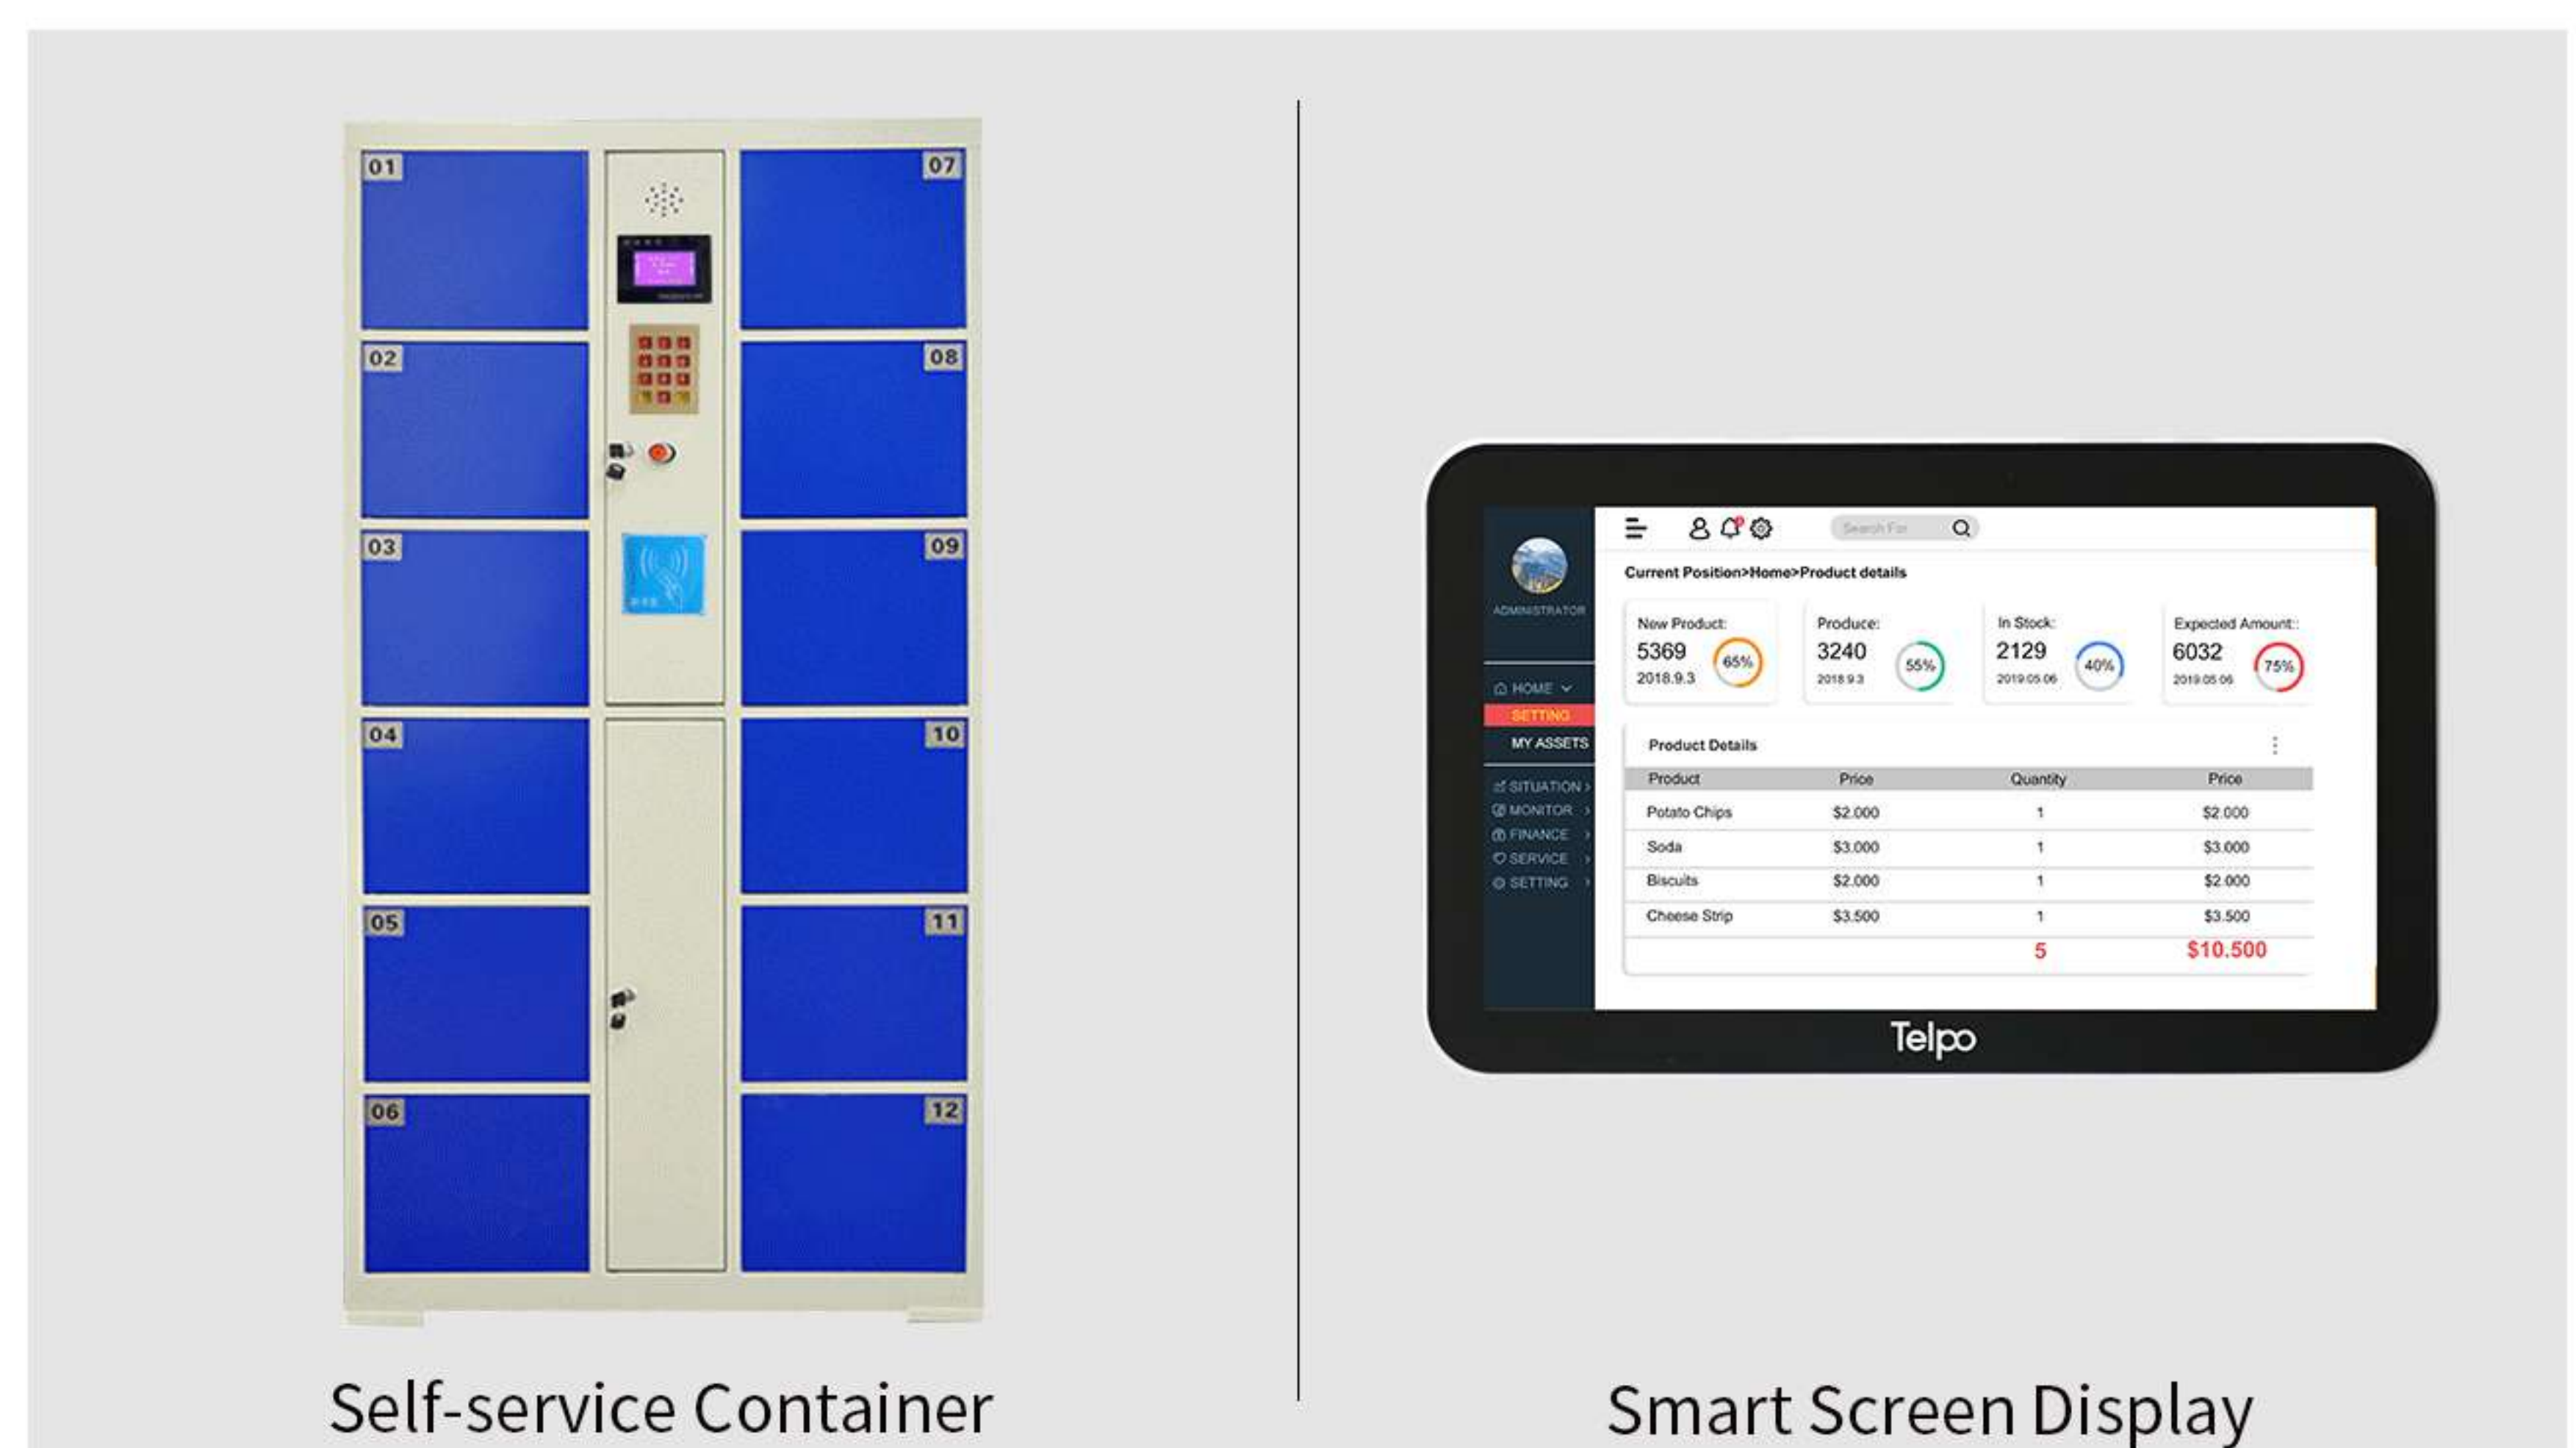 01
07
02
08
03
09
04
10
05
11
06
12
Self-service Container
Search For
Current Position>Home>Product details
ADMINISTRATOR
HOME
SETTING
MY ASSETS
SITUATION >
MONITOR >
FINANCE >
SERVICE >
SETTING >
New Product:
5369
2018.9.3
65%
Produce:
3240
2018.9.3
55%
In Stock:
2129
2019.05.06
40%
Expected Amount::
6032
2019.05.06
75%
Product Details
Product Price Quantity Price
Potato Chips $2.000 1 $2.000
Soda $3.000 1 $3.000
Biscuits $2.000 1 $2.000
Cheese Strip $3.500 1 $3.500
5 $10.500
Telpo
Smart Screen Display